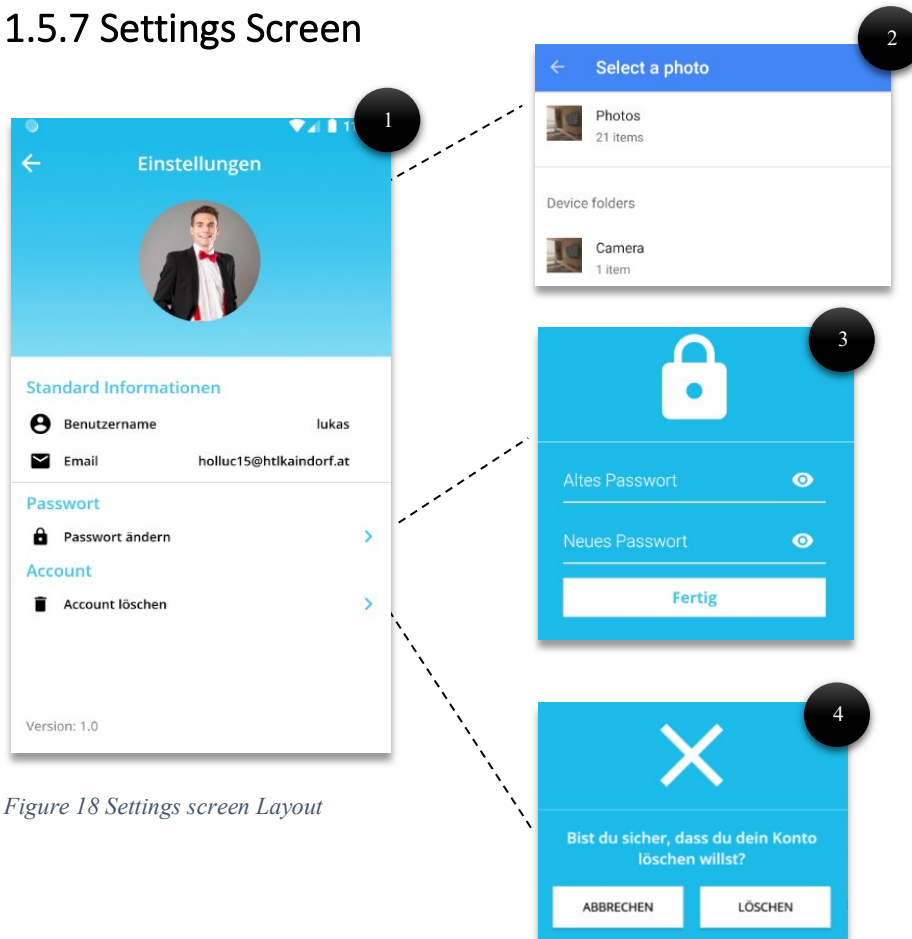 1.5.7 Settings Screen
1
Einstellungen
Standard Informationen
Benutzername lukas
Email holluc15@htlkaindorf.at
Passwort
Passwort ändern
Account
Account löschen
Version: 1.0
Figure 18 Settings screen Layout
2
Select a photo
Photos
21 items
Device folders
Camera
1 item
3
Altes Passwort
Neues Passwort
Fertig
4
Bist du sicher, dass du dein Konto
löschen willst?
ABBRECHEN LÖSCHEN